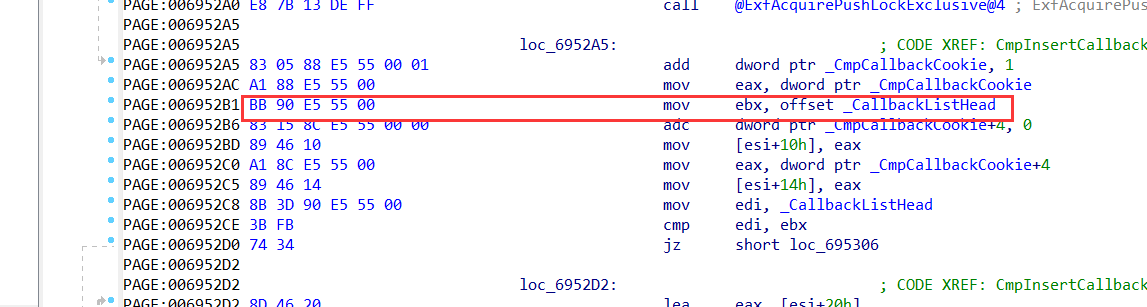 PAGE:006952A0 E8 7B 13 DE FF call @ExfAcquirePushLockExclusive@4 ; ExfAcquirePus
PAGE:006952A5
PAGE:006952A5 loc_6952A5: ; CODE XREF: CmpInsertCallback
PAGE:006952A5 83 05 88 E5 55 00 01 add dword ptr _CmpCallbackCookie, 1
PAGE:006952AC A1 88 E5 55 00 mov eax, dword ptr _CmpCallbackCookie
PAGE:006952B1 BB 90 E5 55 00 mov ebx, offset _CallbackListHead
PAGE:006952B6 83 15 8C E5 55 00 00 adc dword ptr _CmpCallbackCookie+4, 0
PAGE:006952BD 89 46 10 mov [esi+10h], eax
PAGE:006952C0 A1 8C E5 55 00 mov eax, dword ptr _CmpCallbackCookie+4
PAGE:006952C5 89 46 14 mov [esi+14h], eax
PAGE:006952C8 8B 3D 90 E5 55 00 mov edi, _CallbackListHead
PAGE:006952CE 3B FB cmp edi, ebx
PAGE:006952D0 74 34 jz short loc_695306
PAGE:006952D2
PAGE:006952D2 loc_6952D2: ; CODE XREF: CmpInsertCallback
PAGE:006952D2 8D 46 20 lea eax, [esi+20h]